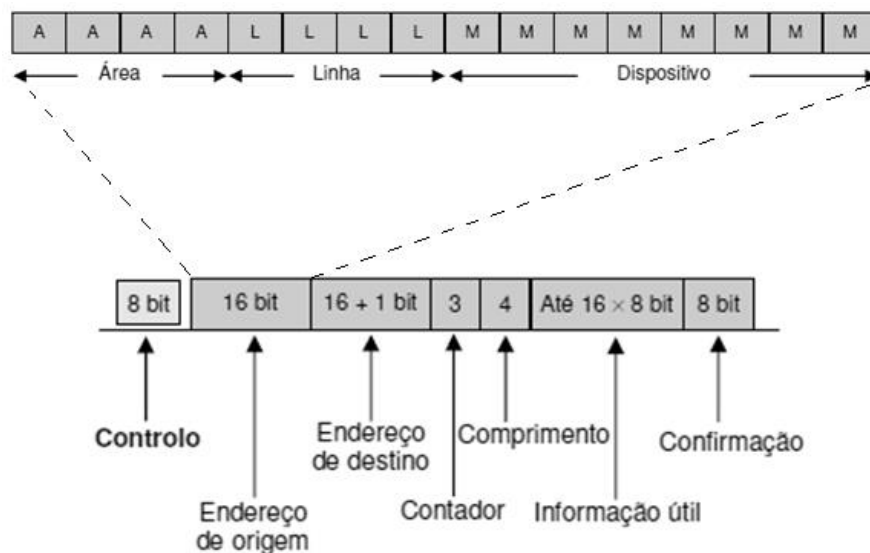 A A A A L L L L M M M M M M M M
Área Linha Dispositivo
8 bit 16 bit 16 + 1 bit 3 4 Até 16 × 8 bit 8 bit
Controlo
Endereço
de origem
Endereço
de destino
Contador
Comprimento
Informação útil
Confirmação